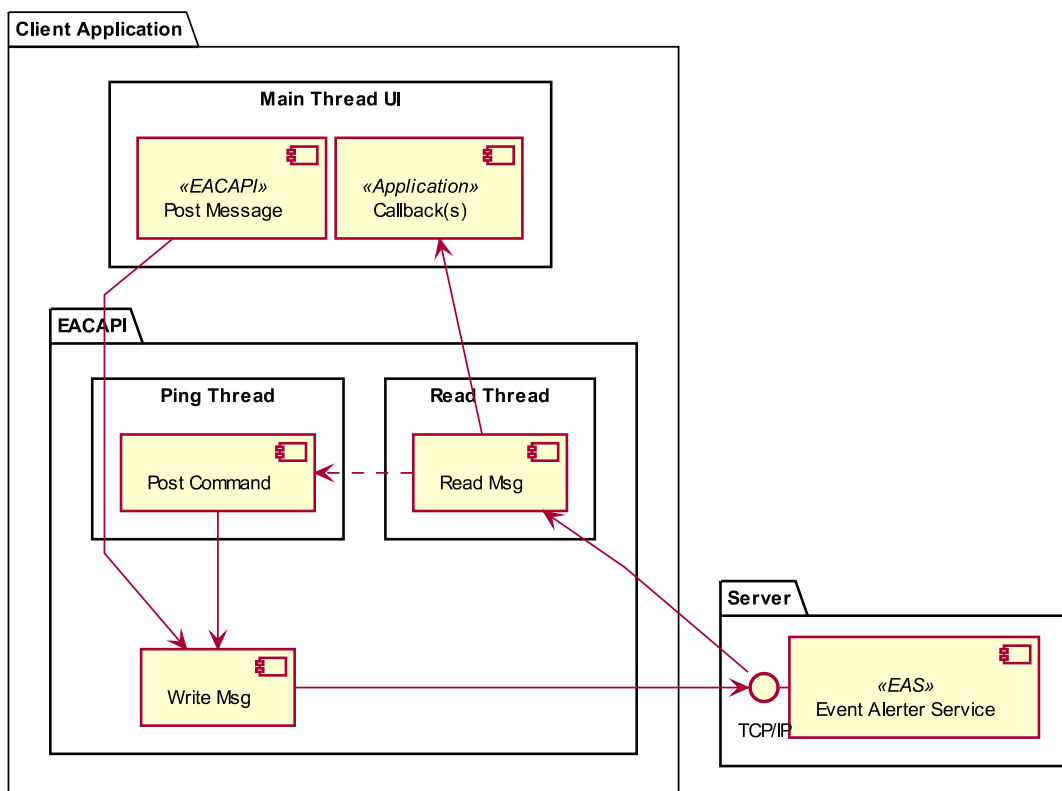 Client Application
Main Thread UI
«EACAPI»
Post Message
«Application»
Callback(s)
EACAPI
Ping Thread
Post Command
Read Thread
Read Msg
Write Msg
Server
TCP/IP
«EAS»
Event Alerter Service